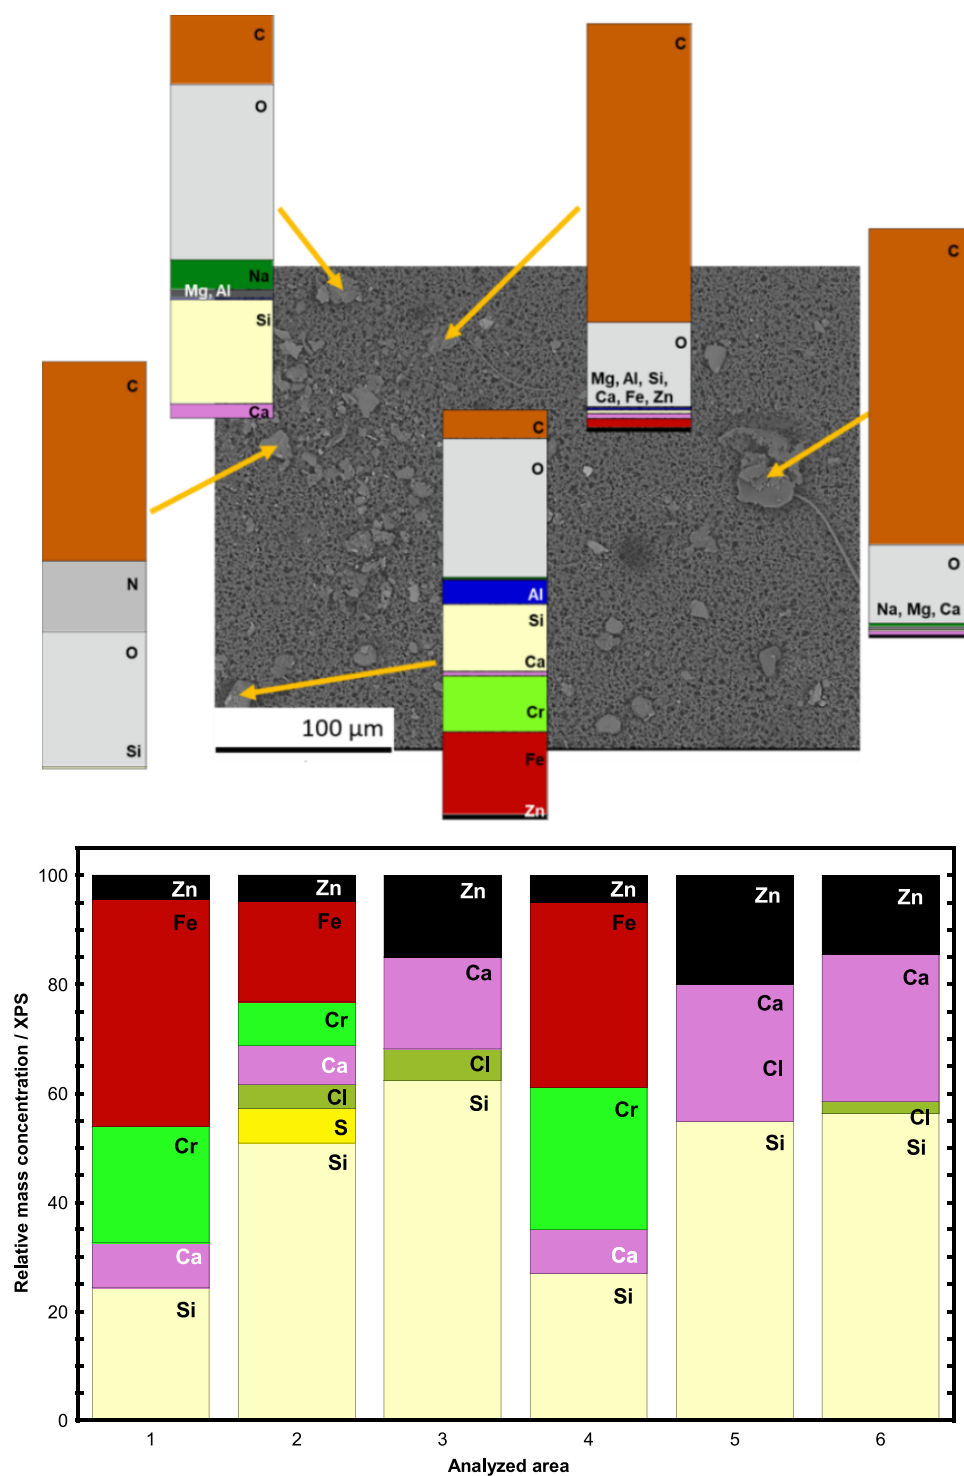 C
O
Na
Mg, Al
Si
Ca
C
O
Mg, Al, Si,
Ca, Fe, Zn
C
O
Na, Mg, Ca
C
N
O
Si
C
O
Al
Si
Ca
Cr
Fe
Zn
100 µm
Relative mass concentration / XPS
100
80
60
40
20
0
Zn
Fe
Cr
Ca
Si
Zn
Fe
Cr
Ca
Cl
S
Si
Zn
Ca
Cl
Si
Zn
Fe
Cr
Ca
Si
Zn
Ca
Cl
Si
Zn
Ca
Cl
Si
1 2 3 4 5 6
Analyzed area